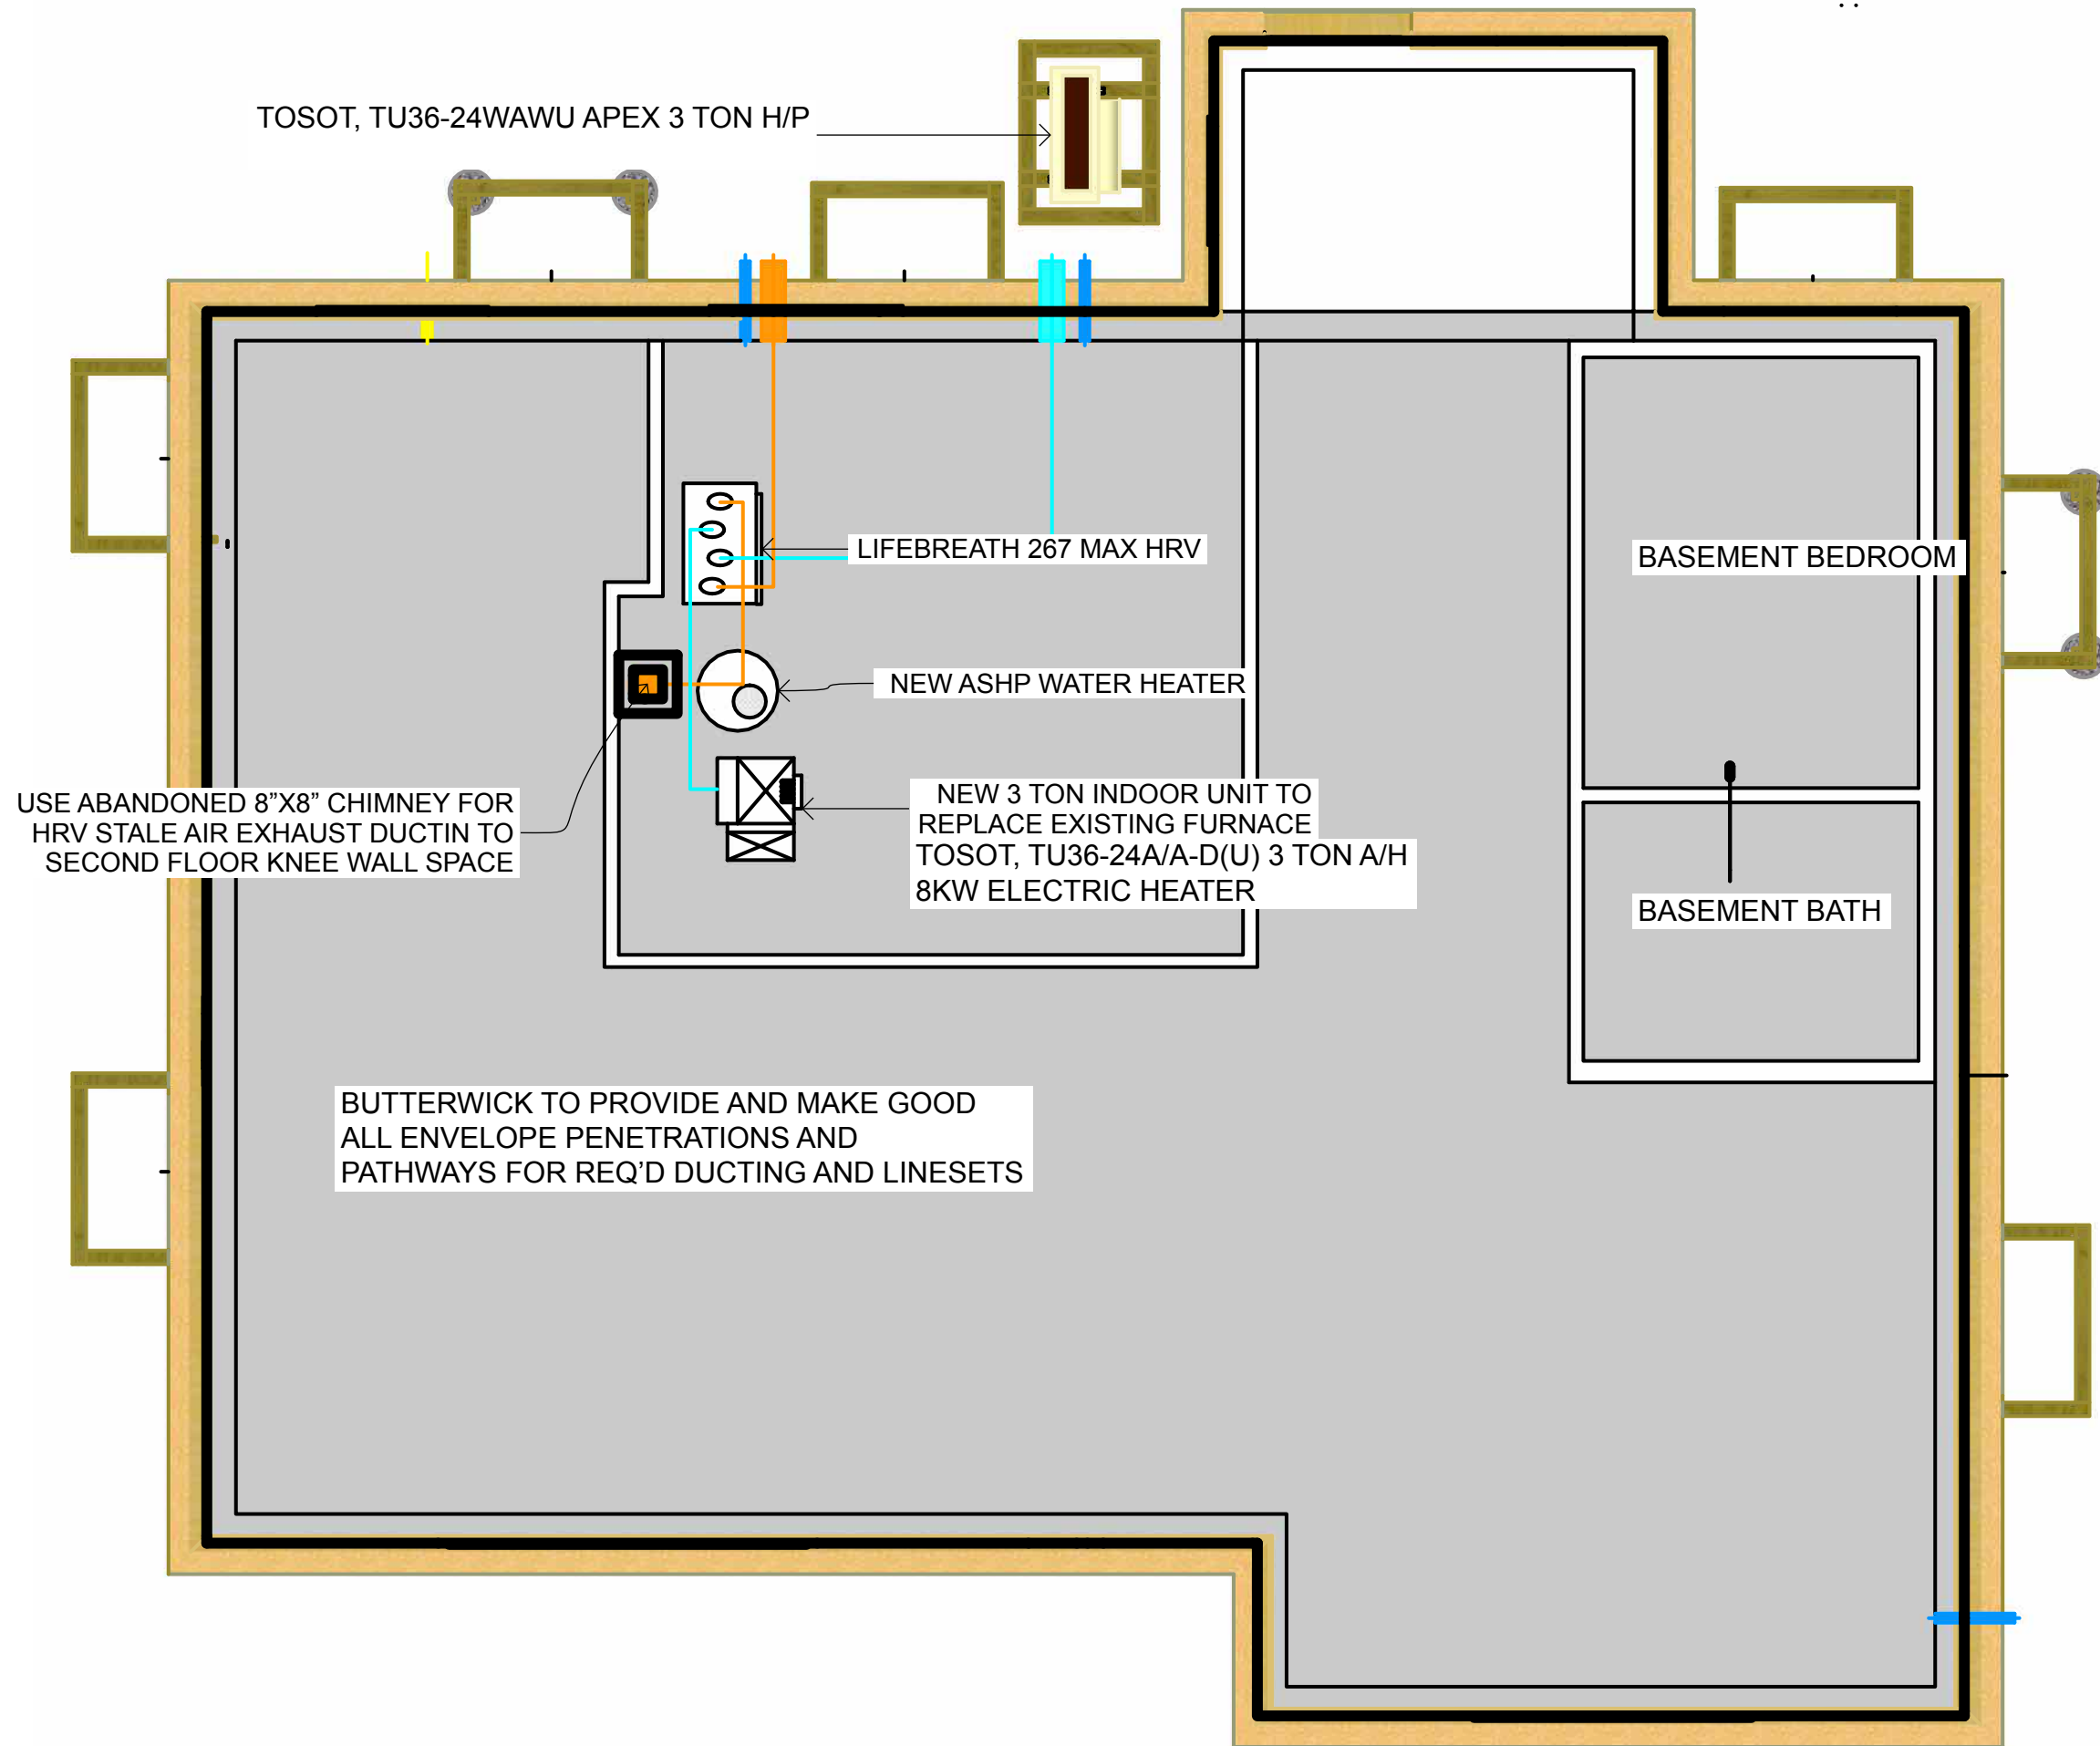 TOSOT, TU36-24WAWU APEX 3 TON H/P
LIFEBREATH 267 MAX HRV
BASEMENT BEDROOM
NEW ASHP WATER HEATER
USE ABANDONED 8”X8” CHIMNEY FOR
HRV STALE AIR EXHAUST DUCTIN TO
SECOND FLOOR KNEE WALL SPACE
NEW 3 TON INDOOR UNIT TO
REPLACE EXISTING FURNACE
TOSOT, TU36-24A/A-D(U) 3 TON A/H
8KW ELECTRIC HEATER
BASEMENT BATH
BUTTERWICK TO PROVIDE AND MAKE GOOD
ALL ENVELOPE PENETRATIONS AND
PATHWAYS FOR REQ’D DUCTING AND LINESETS